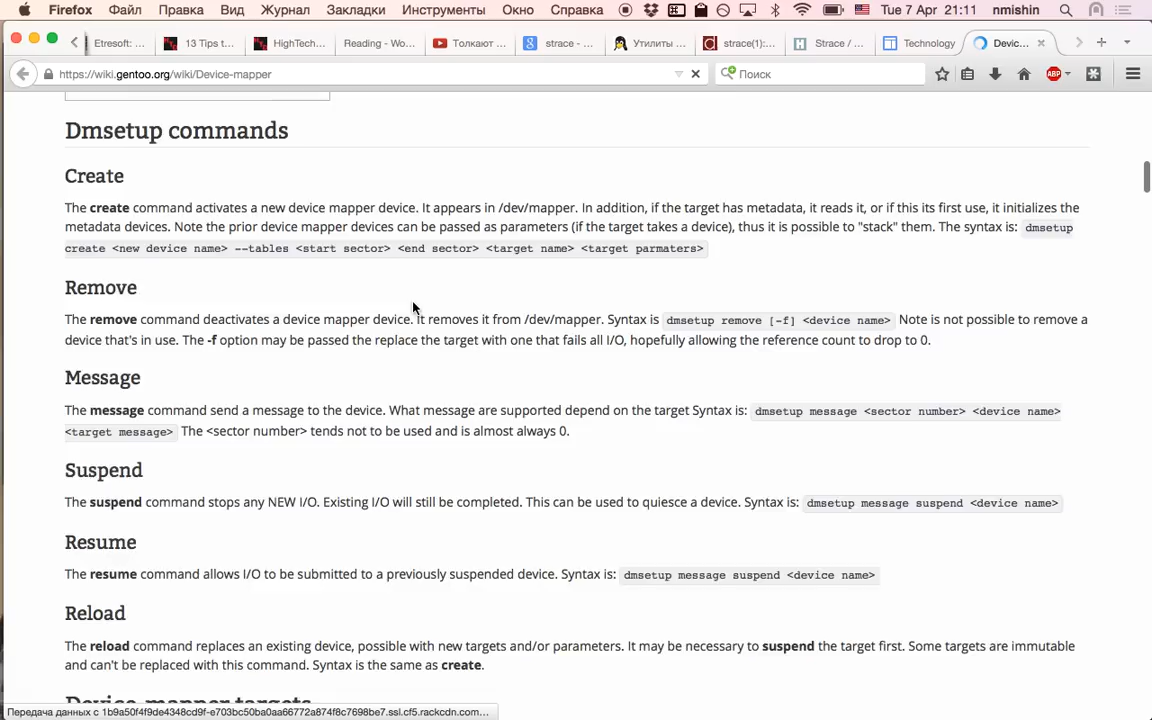 Firefox Файл Правка Вид Журнал Закладки Инструменты Окно Справка Tue 7 Apr 21:11 nmishin
Etresoft: ... 13 Tips t... HighTech... Reading - Wo... Толкают ... strace - ... Утилиты ... strace(1):... Strace / ... Technology Devic...
https://wiki.gentoo.org/wiki/Device-mapper Поиск ABP
Dmsetup commands
Create
The create command activates a new device mapper device. It appears in /dev/mapper. In addition, if the target has metadata, it reads it, or if this its first use, it initializes the
metadata devices. Note the prior device mapper devices can be passed as parameters (if the target takes a device), thus it is possible to "stack" them. The syntax is: dmsetup
create <new device name> --tables <start sector> <end sector> <target name> <target parmaters>
Remove
The remove command deactivates a device mapper device. It removes it from /dev/mapper. Syntax is dmsetup remove [-f] <device name> Note is not possible to remove a
device that's in use. The -f option may be passed the replace the target with one that fails all I/O, hopefully allowing the reference count to drop to 0.
Message
The message command send a message to the device. What message are supported depend on the target Syntax is: dmsetup message <sector number> <device name>
<target message> The <sector number> tends not to be used and is almost always 0.
Suspend
The suspend command stops any NEW I/O. Existing I/O will still be completed. This can be used to quiesce a device. Syntax is: dmsetup message suspend <device name>
Resume
The resume command allows I/O to be submitted to a previously suspended device. Syntax is: dmsetup message suspend <device name>
Reload
The reload command replaces an existing device, possible with new targets and/or parameters. It may be necessary to suspend the target first. Some targets are immutable
and can't be replaced with this command. Syntax is the same as create.
Device-mapper targets
Передача данных с 1b9a50f4f9de4348cd9f-e703bc50ba0aa66772a874f8c7698be7.ssl.cf5.rackcdn.com...